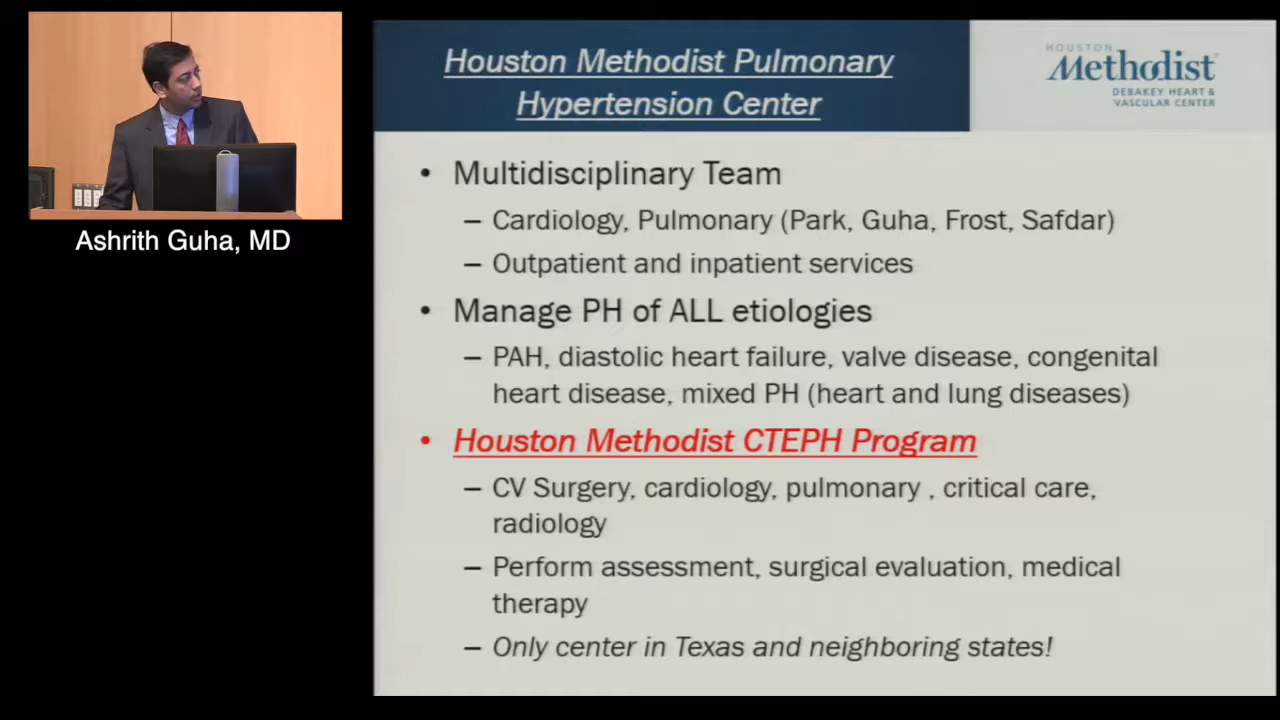 Houston Methodist Pulmonary
Hypertension Center
HOUSTON
Methodist
DEBAKEY HEART &
VASCULAR CENTER
Ashrith Guha, MD
• Multidisciplinary Team
– Cardiology, Pulmonary (Park, Guha, Frost, Safdar)
– Outpatient and inpatient services
• Manage PH of ALL etiologies
– PAH, diastolic heart failure, valve disease, congenital
heart disease, mixed PH (heart and lung diseases)
• Houston Methodist CTEPH Program
– CV Surgery, cardiology, pulmonary , critical care,
radiology
– Perform assessment, surgical evaluation, medical
therapy
– Only center in Texas and neighboring states!